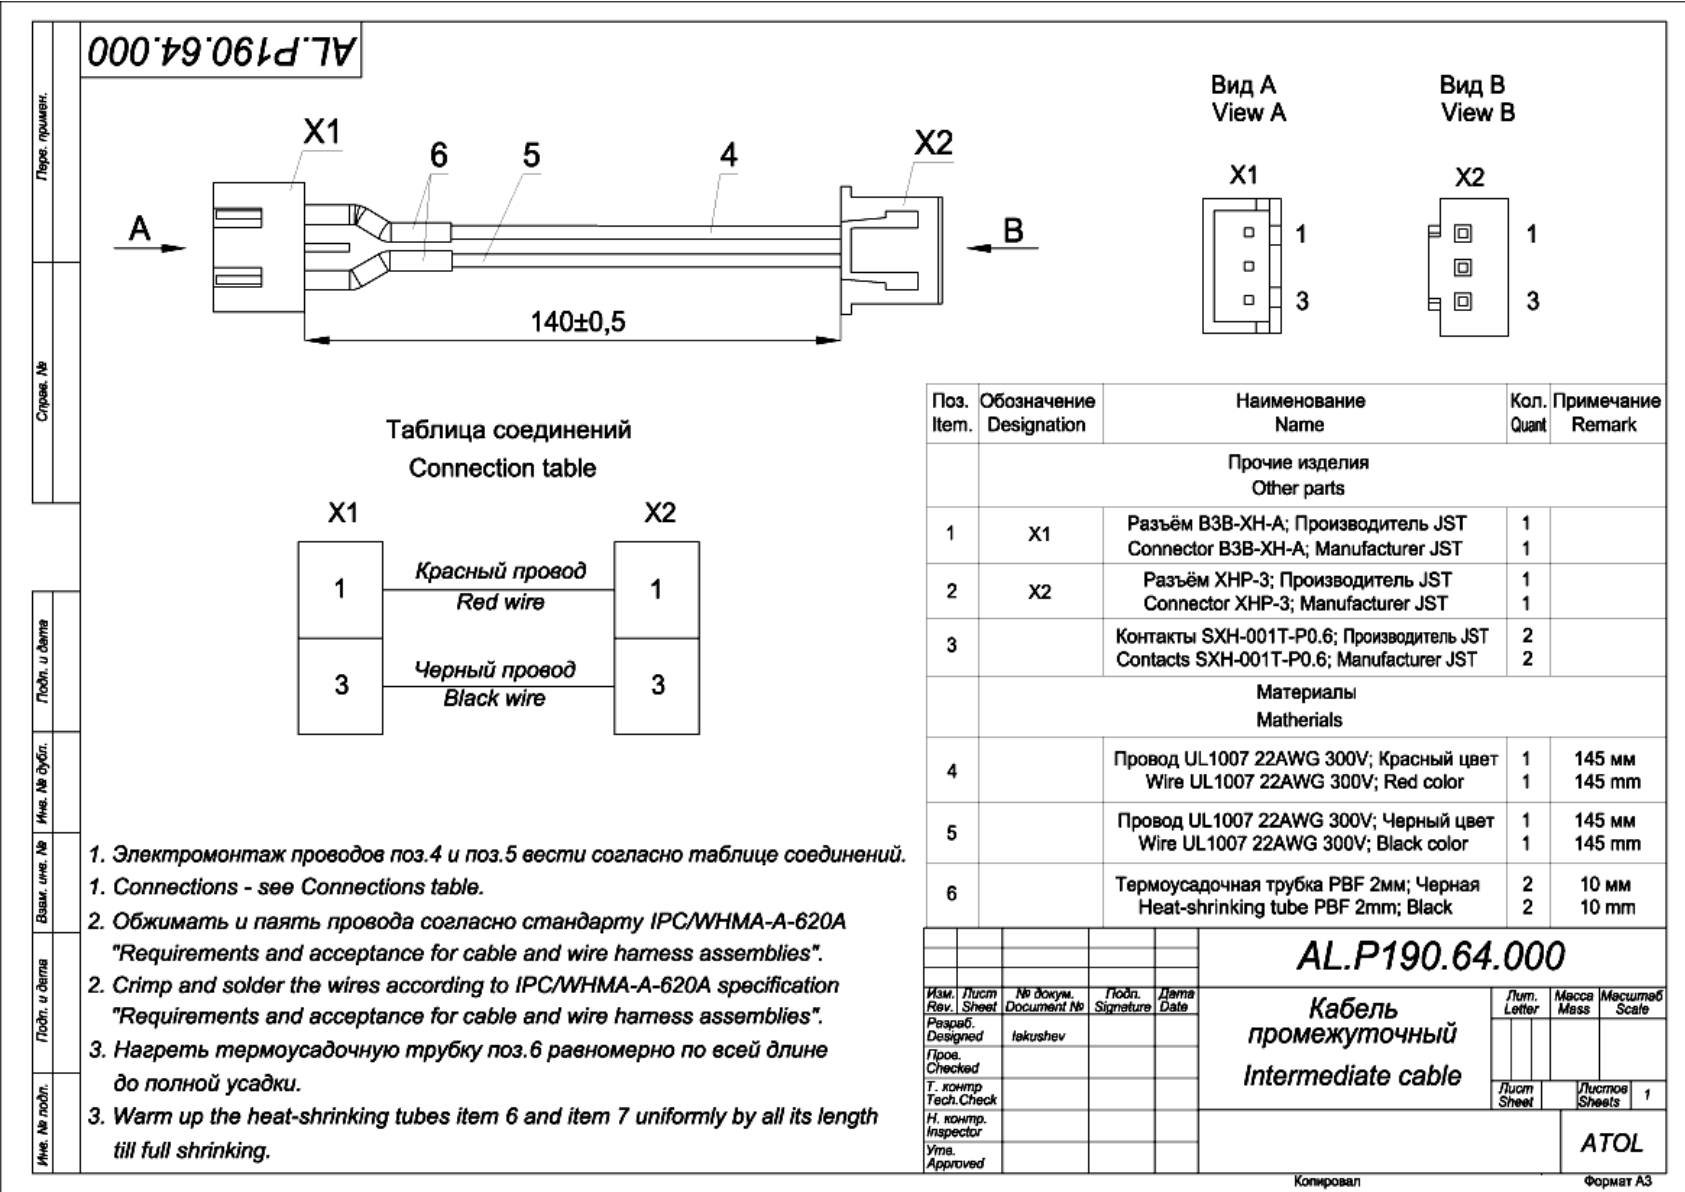 AL.P190.64.000
Перв. примен.
Справ. №
Подп. и дата
Инв. № дубл.
Взам. инв. №
Подп. и дата
Инв. № подл.
X1
6
5
4
X2
A
B
140±0,5
Вид A
View A
Вид B
View B
X1
X2
1
3
1
3
Таблица соединений
Connection table
X1
X2
1
Красный провод
Red wire
1
3
Черный провод
Black wire
3
1. Электромонтаж проводов поз.4 и поз.5 вести согласно таблице соединений.
1. Connections - see Connections table.
2. Обжимать и паять провода согласно стандарту IPC/WHMA-A-620A
"Requirements and acceptance for cable and wire harness assemblies".
2. Crimp and solder the wires according to IPC/WHMA-A-620A specification
"Requirements and acceptance for cable and wire harness assemblies".
3. Нагреть термоусадочную трубку поз.6 равномерно по всей длине
до полной усадки.
3. Warm up the heat-shrinking tubes item 6 and item 7 uniformly by all its length
till full shrinking.
Поз. Обозначение Наименование Кол. Примечание
Item. Designation Name Quant Remark
Прочие изделия
Other parts
1 X1 Разъём B3B-XH-A; Производитель JST 1
Connector B3B-XH-A; Manufacturer JST 1
2 X2 Разъём XHP-3; Производитель JST 1
Connector XHP-3; Manufacturer JST 1
3 Контакты SXH-001T-P0.6; Производитель JST 2
Contacts SXH-001T-P0.6; Manufacturer JST 2
Материалы
Matherials
4 Провод UL1007 22AWG 300V; Красный цвет 1 145 мм
Wire UL1007 22AWG 300V; Red color 1 145 mm
5 Провод UL1007 22AWG 300V; Черный цвет 1 145 мм
Wire UL1007 22AWG 300V; Black color 1 145 mm
6 Термоусадочная трубка PBF 2мм; Черная 2 10 мм
Heat-shrinking tube PBF 2mm; Black 2 10 mm
AL.P190.64.000
Изм. Лист № докум. Подп. Дата
Rev. Sheet Document № Signature Date
Разраб.
Designed Iakushev
Пров.
Checked
Т. контр
Tech.Check
Н. контр.
Inspector
Утв.
Approved
Кабель
промежуточный
Intermediate cable
Лит. Масса Масштаб
Letter Mass Scale
Лист Листов 1
Sheet Sheets
ATOL
Копировал
Формат A3